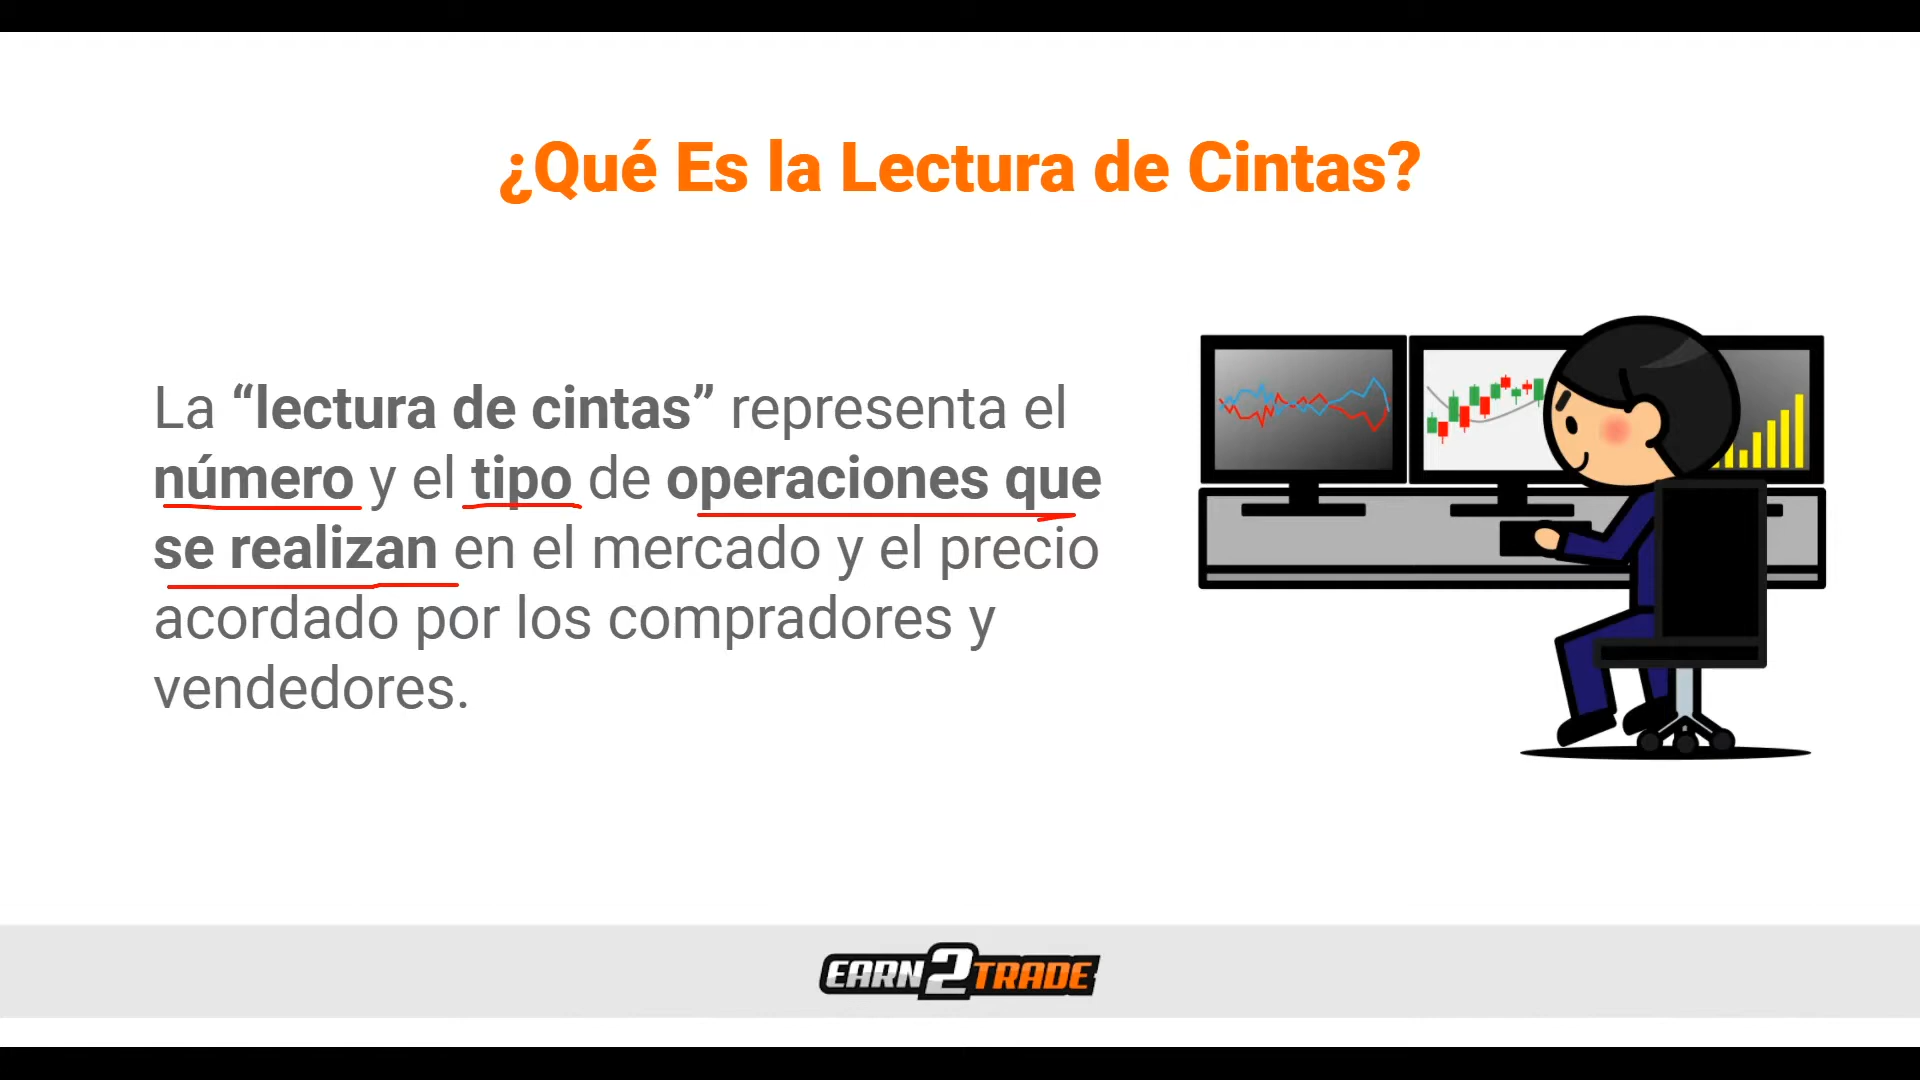 ¿Qué Es la Lectura de Cintas?
La “lectura de cintas” representa el
número y el tipo de operaciones que
se realizan en el mercado y el precio
acordado por los compradores y
vendedores.
EARN2TRADE